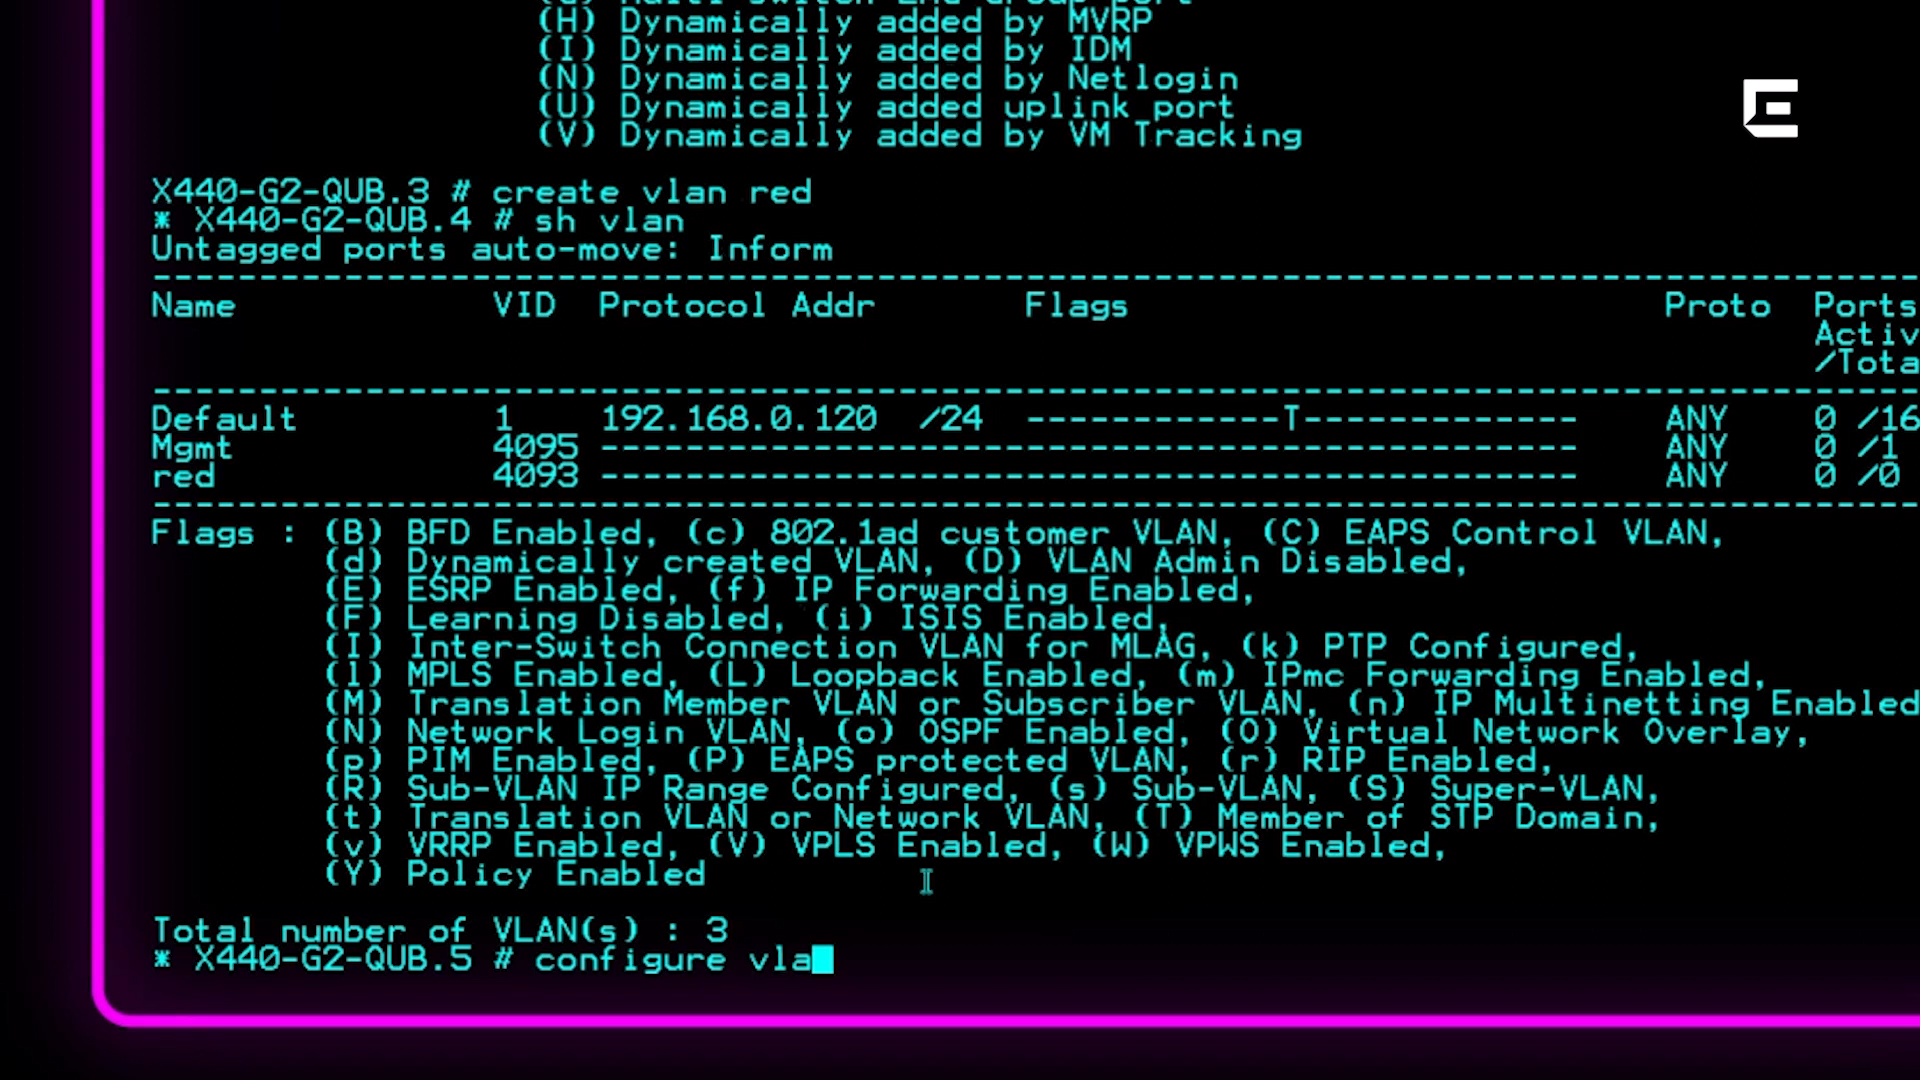 (H) Dynamically added by MVRP
(I) Dynamically added by IDM
(N) Dynamically added by Netlogin
(U) Dynamically added uplink port
(V) Dynamically added by VM Tracking
X440-G2-QUB.3 # create vlan red
* X440-G2-QUB.4 # sh vlan
Untagged ports auto-move: Inform
--------------------------------------------------------------------------------
Name VID Protocol Addr Flags Proto Ports
Activ
/Tota
--------------------------------------------------------------------------------
Default 1 192.168.0.120 /24 ------------T------------- ANY 0 /16
Mgmt 4095 ---------------------------------------------- ANY 0 /1
red 4093 ---------------------------------------------- ANY 0 /0
--------------------------------------------------------------------------------
Flags : (B) BFD Enabled, (c) 802.1ad customer VLAN, (C) EAPS Control VLAN,
(d) Dynamically created VLAN, (D) VLAN Admin Disabled,
(E) ESRP Enabled, (f) IP Forwarding Enabled,
(F) Learning Disabled, (i) ISIS Enabled,
(I) Inter-Switch Connection VLAN for MLAG, (k) PTP Configured,
(l) MPLS Enabled, (L) Loopback Enabled, (m) IPmc Forwarding Enabled,
(M) Translation Member VLAN or Subscriber VLAN, (n) IP Multinetting Enabled
(N) Network Login VLAN, (o) OSPF Enabled, (O) Virtual Network Overlay,
(p) PIM Enabled, (P) EAPS protected VLAN, (r) RIP Enabled,
(R) Sub-VLAN IP Range Configured, (s) Sub-VLAN, (S) Super-VLAN,
(t) Translation VLAN or Network VLAN, (T) Member of STP Domain,
(v) VRRP Enabled, (V) VPLS Enabled, (W) VPWS Enabled,
(Y) Policy Enabled
Total number of VLAN(s) : 3
* X440-G2-QUB.5 # configure vla